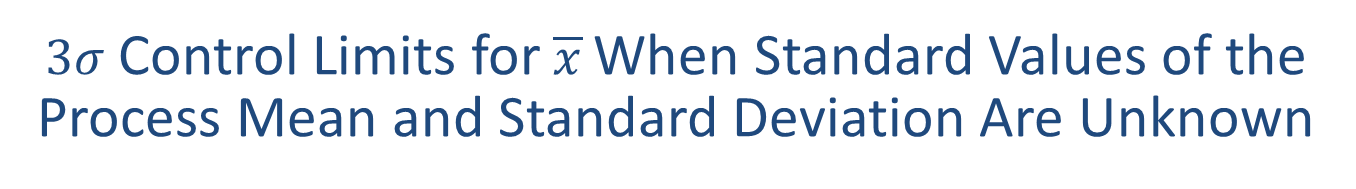 3σ Control Limits for x̅ When Standard Values of the
Process Mean and Standard Deviation Are Unknown